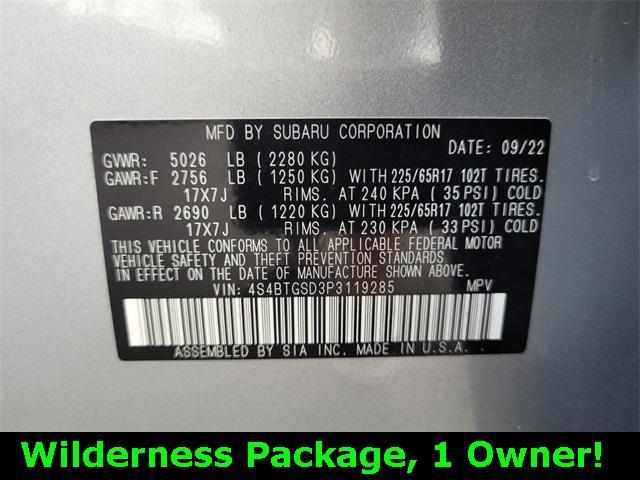 MFD BY SUBARU CORPORATION
DATE: 09/22
GVWR: 5026 LB ( 2280 KG)
GAWR:F 2756 LB ( 1250 KG) WITH 225/65R17 102T TIRES.
17X7J RIMS. AT 240 KPA ( 35 PSI) COLD
GAWR:R 2690 LB ( 1220 KG) WITH 225/65R17 102T TIRES.
17X7J RIMS. AT 230 KPA ( 33 PSI) COLD
THIS VEHICLE CONFORMS TO ALL APPLICABLE FEDERAL MOTOR
VEHICLE SAFETY AND THEFT PREVENTION STANDARDS
IN EFFECT ON THE DATE OF MANUFACTURE SHOWN ABOVE.
VIN: 4S4BTGSD3P3119285 MPV
ASSEMBLED BY SIA INC. MADE IN U.S.A.
Wilderness Package, 1 Owner!